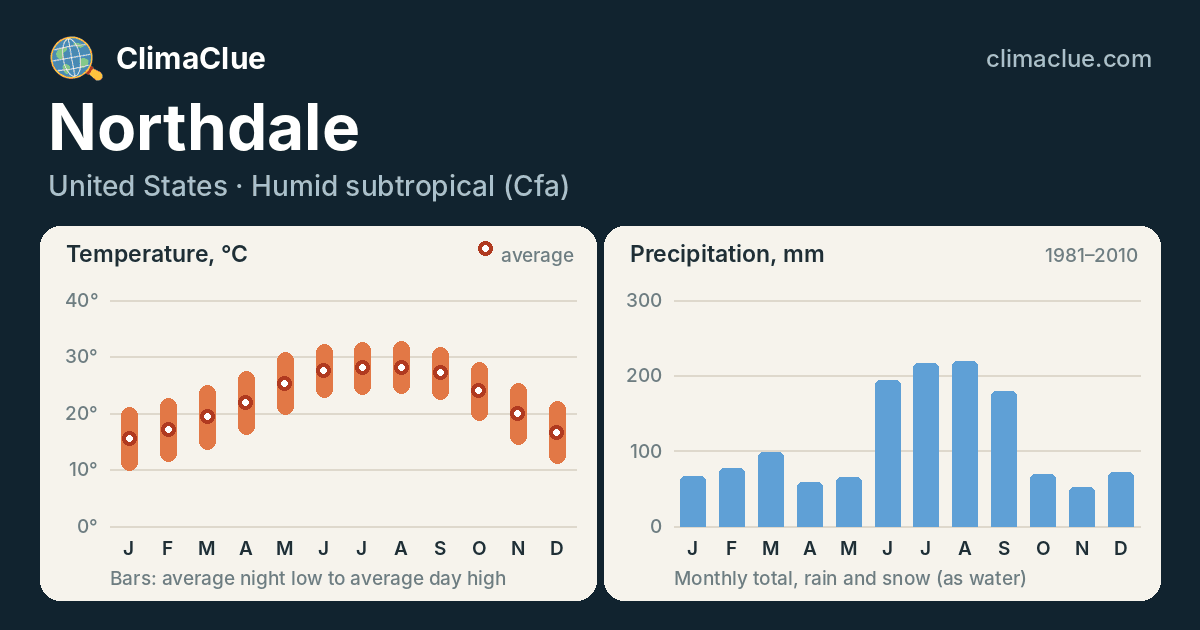 ClimaClue
climaclue.com
Northdale
United States · Humid subtropical (Cfa)
Temperature, °C
average
40°
30°
20°
10°
0°
J F M A M J J A S O N D
Bars: average night low to average day high
Precipitation, mm
1981–2010
300
200
100
0
J F M A M J J A S O N D
Monthly total, rain and snow (as water)